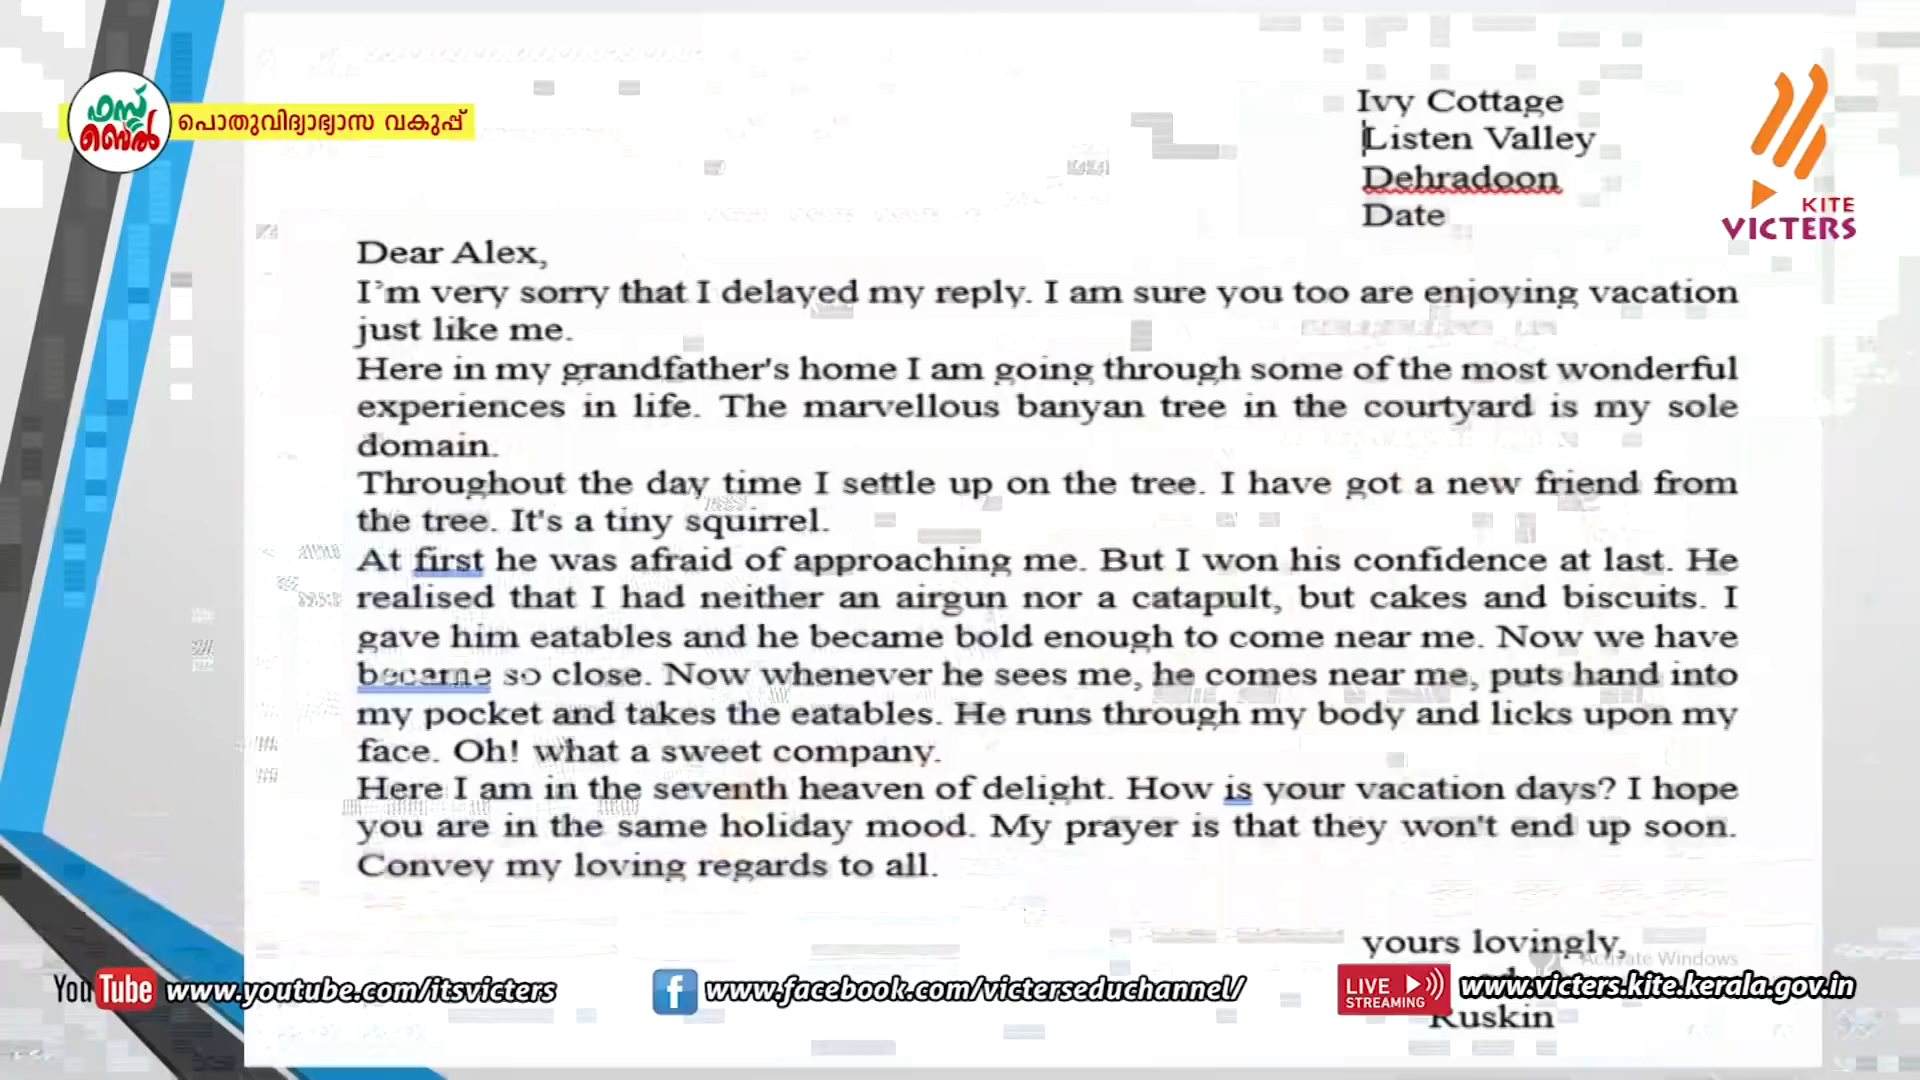 ഫസ്റ്റ്
ബെൽ
പൊതുവിദ്യാഭ്യാസ വകുപ്പ്
KITE
VICTERS
Ivy Cottage
Listen Valley
Dehradoon
Date
Dear Alex,
I'm very sorry that I delayed my reply. I am sure you too are enjoying vacation
just like me.
Here in my grandfather's home I am going through some of the most wonderful
experiences in life. The marvellous banyan tree in the courtyard is my sole
domain.
Throughout the day time I settle up on the tree. I have got a new friend from
the tree. It's a tiny squirrel.
At first he was afraid of approaching me. But I won his confidence at last. He
realised that I had neither an airgun nor a catapult, but cakes and biscuits. I
gave him eatables and he became bold enough to come near me. Now we have
became so close. Now whenever he sees me, he comes near me, puts hand into
my pocket and takes the eatables. He runs through my body and licks upon my
face. Oh! what a sweet company.
Here I am in the seventh heaven of delight. How is your vacation days? I hope
you are in the same holiday mood. My prayer is that they won't end up soon.
Convey my loving regards to all.
yours lovingly,
Activate Windows
Ruskin
YouTube www.youtube.com/itsvicters
f www.facebook.com/victerseduchannel/
LIVE STREAMING www.victers.kite.kerala.gov.in